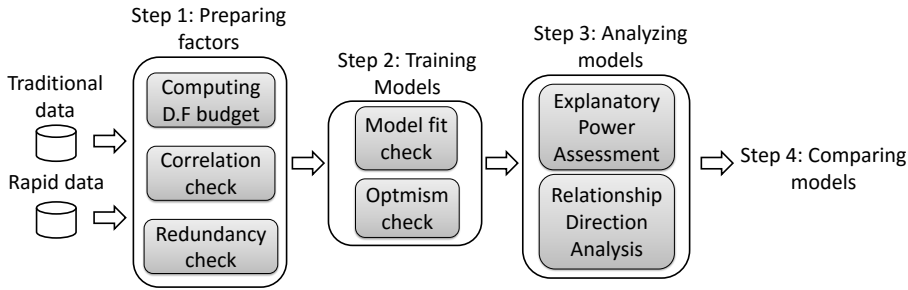 Step 1: Preparing
factors
Traditional
data
Rapid data
Computing
D.F budget
Correlation
check
Redundancy
check
Step 2: Training
Models
Model fit
check
Optmism
check
Step 3: Analyzing
models
Explanatory
Power
Assessment
Relationship
Direction
Analysis
Step 4: Comparing
models